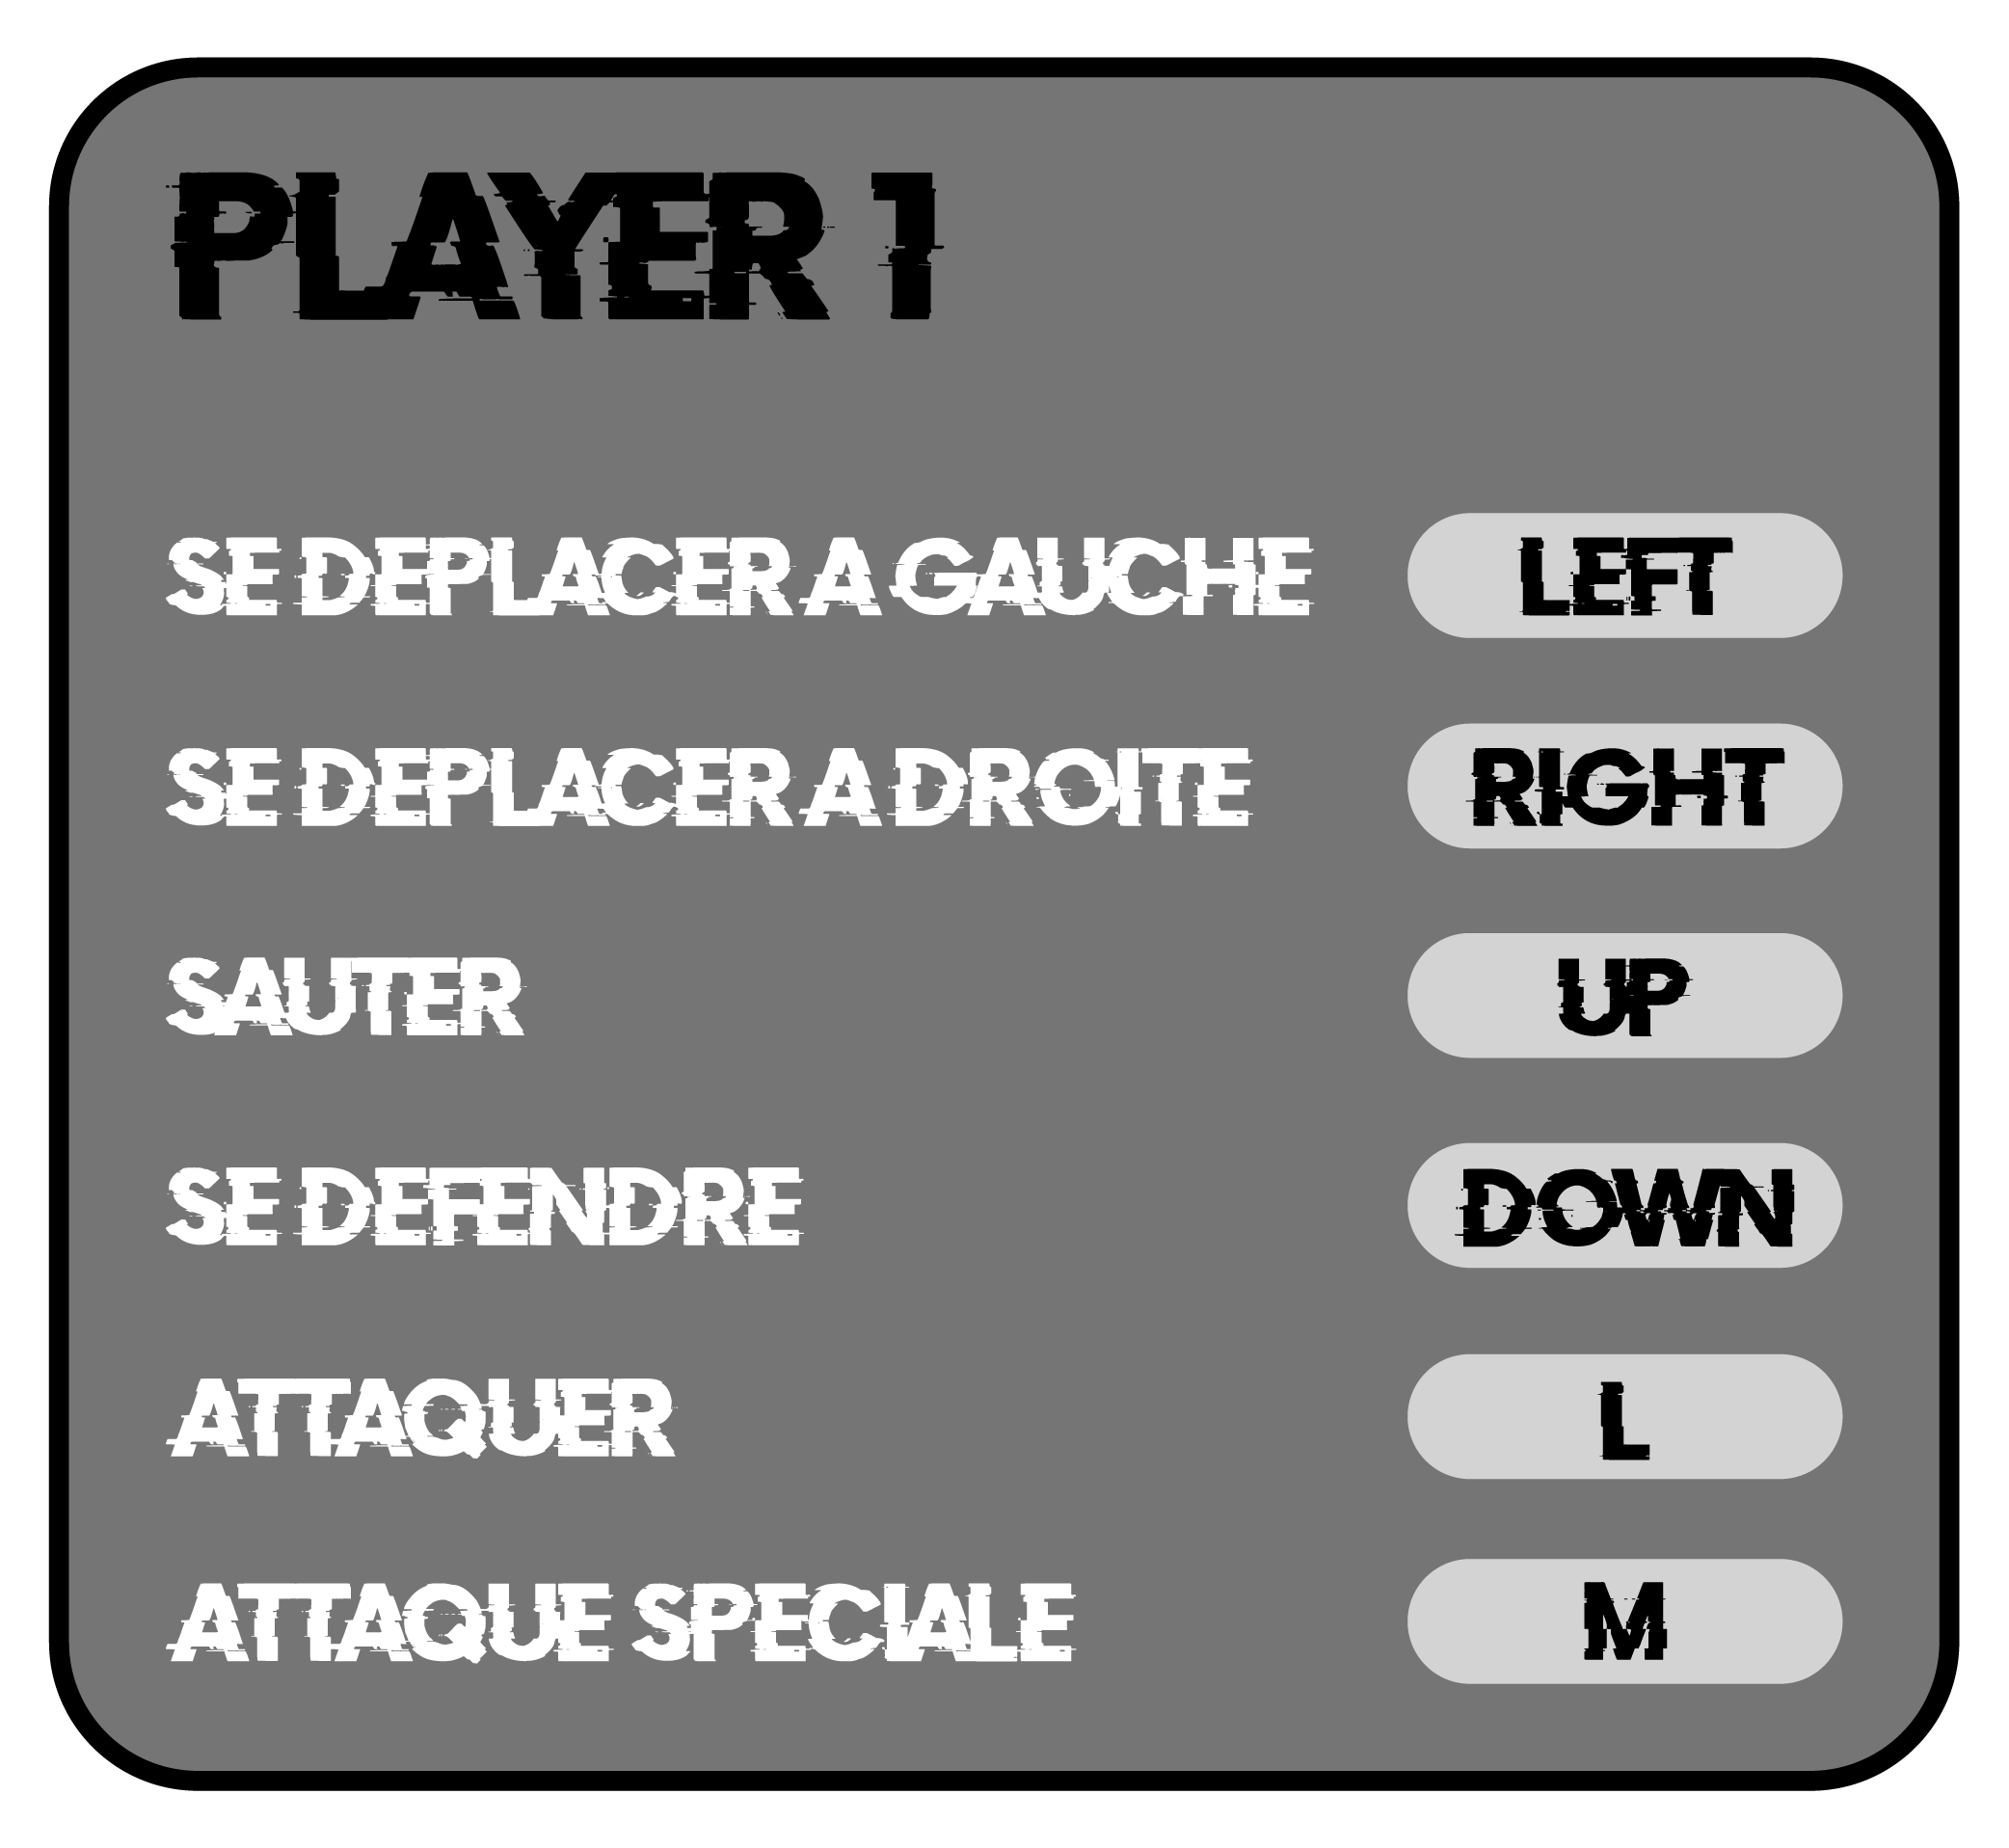 PLAYER 1
SE DEPLACER A GAUCHE LEFT
SE DEPLACER A DROITE RIGHT
SAUTER UP
SE DEFENDRE DOWN
ATTAQUER L
ATTAQUE SPECIALE M